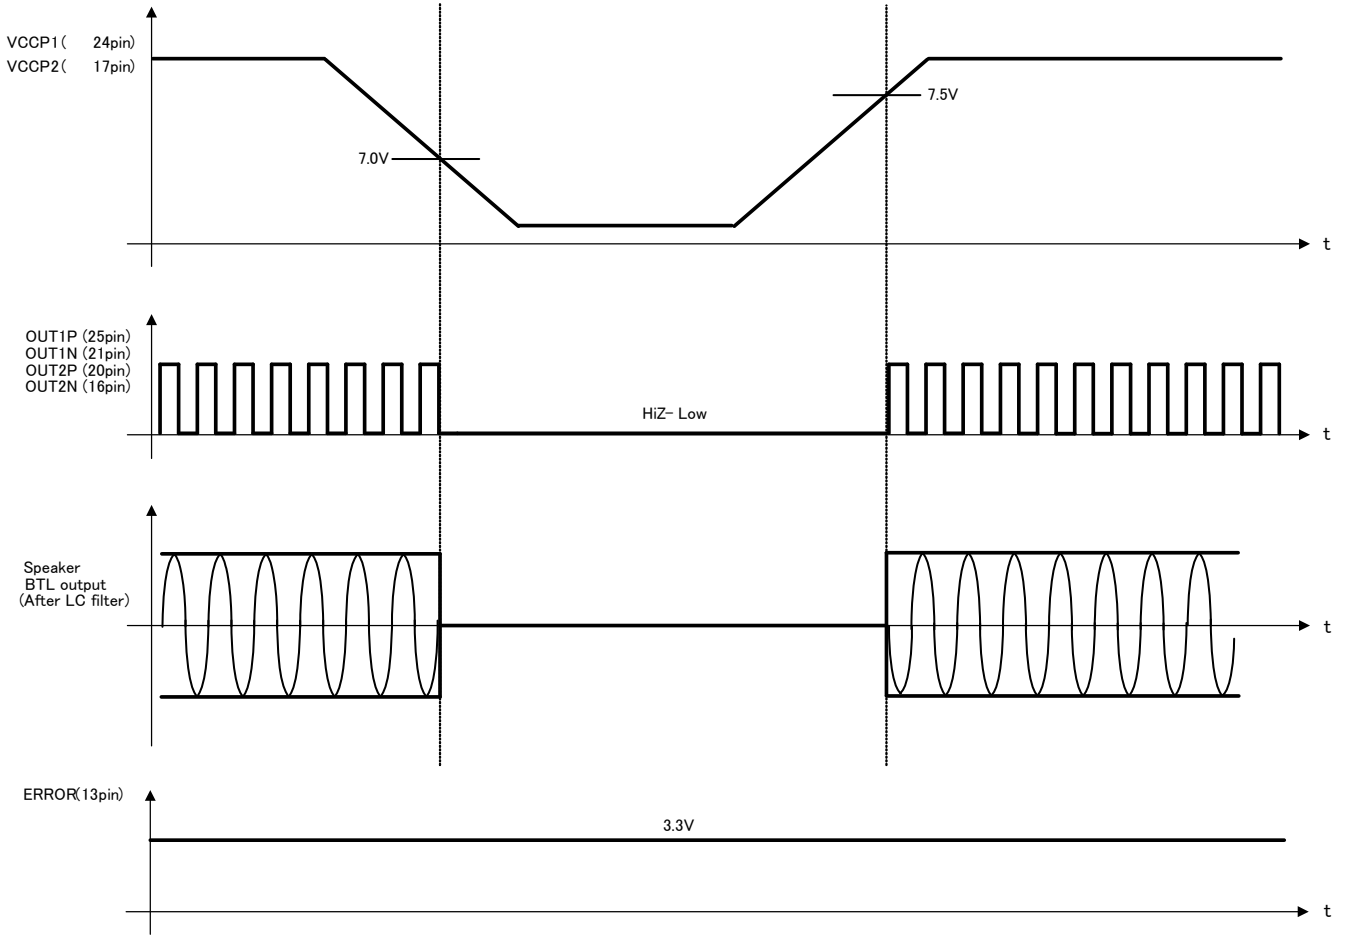 VCCP1( 24pin)
VCCP2( 17pin)
7.5V
7.0V
t
OUT1P (25pin)
OUT1N (21pin)
OUT2P (20pin)
OUT2N (16pin)
HiZ- Low
t
Speaker
BTL output
(After LC filter)
t
ERROR(13pin)
3.3V
t